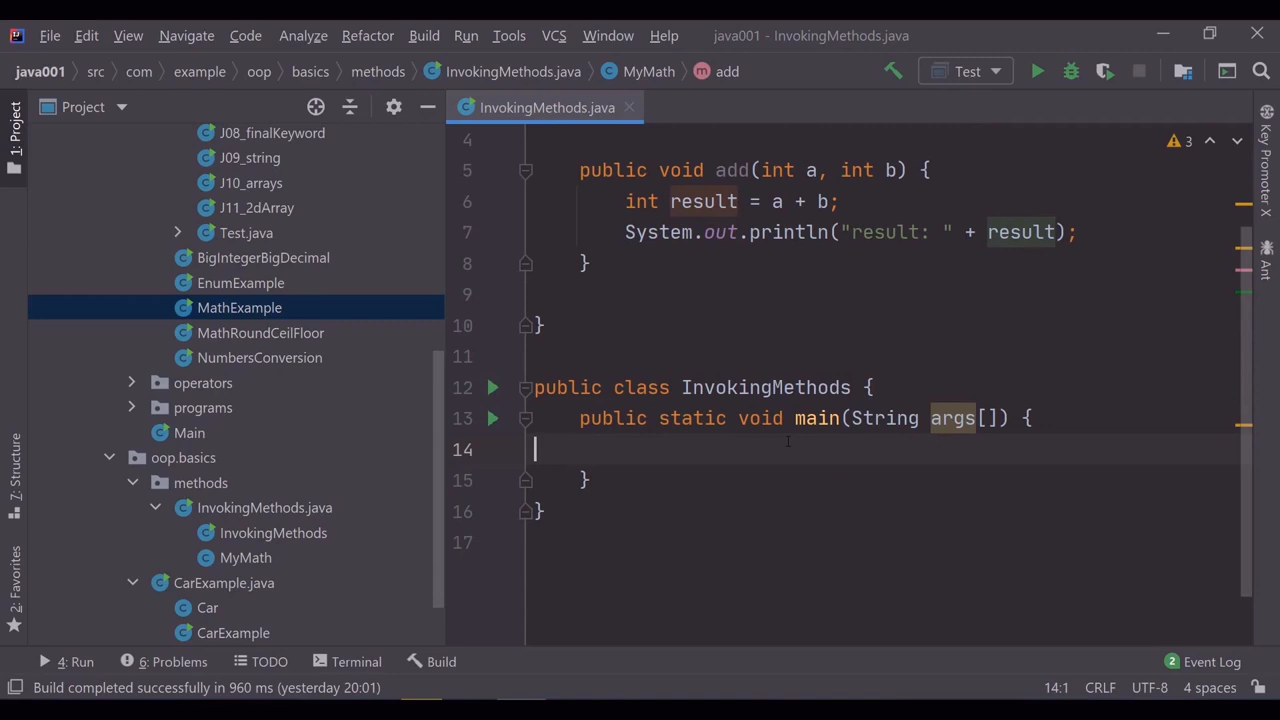 File Edit View Navigate Code Analyze Refactor Build Run Tools VCS Window Help java001 - InvokingMethods.java
java001 src com example oop basics methods InvokingMethods.java MyMath add Test
1: Project
Project
InvokingMethods.java
J08_finalKeyword
J09_string
J10_arrays
J11_2dArray
Test.java
BigIntegerBigDecimal
EnumExample
MathExample
MathRoundCeilFloor
NumbersConversion
operators
programs
Main
oop.basics
methods
InvokingMethods.java
InvokingMethods
MyMath
CarExample.java
Car
CarExample
7: Structure
2: Favorites
3
4
5 public void add(int a, int b) {
6 int result = a + b;
7 System.out.println("result: " + result);
8 }
9
10 }
11
12 public class InvokingMethods {
13 public static void main(String args[]) {
14
15 }
16 }
17
Key Promoter X
Ant
4: Run 6: Problems TODO Terminal Build 2 Event Log
Build completed successfully in 960 ms (yesterday 20:01) 14:1 CRLF UTF-8 4 spaces